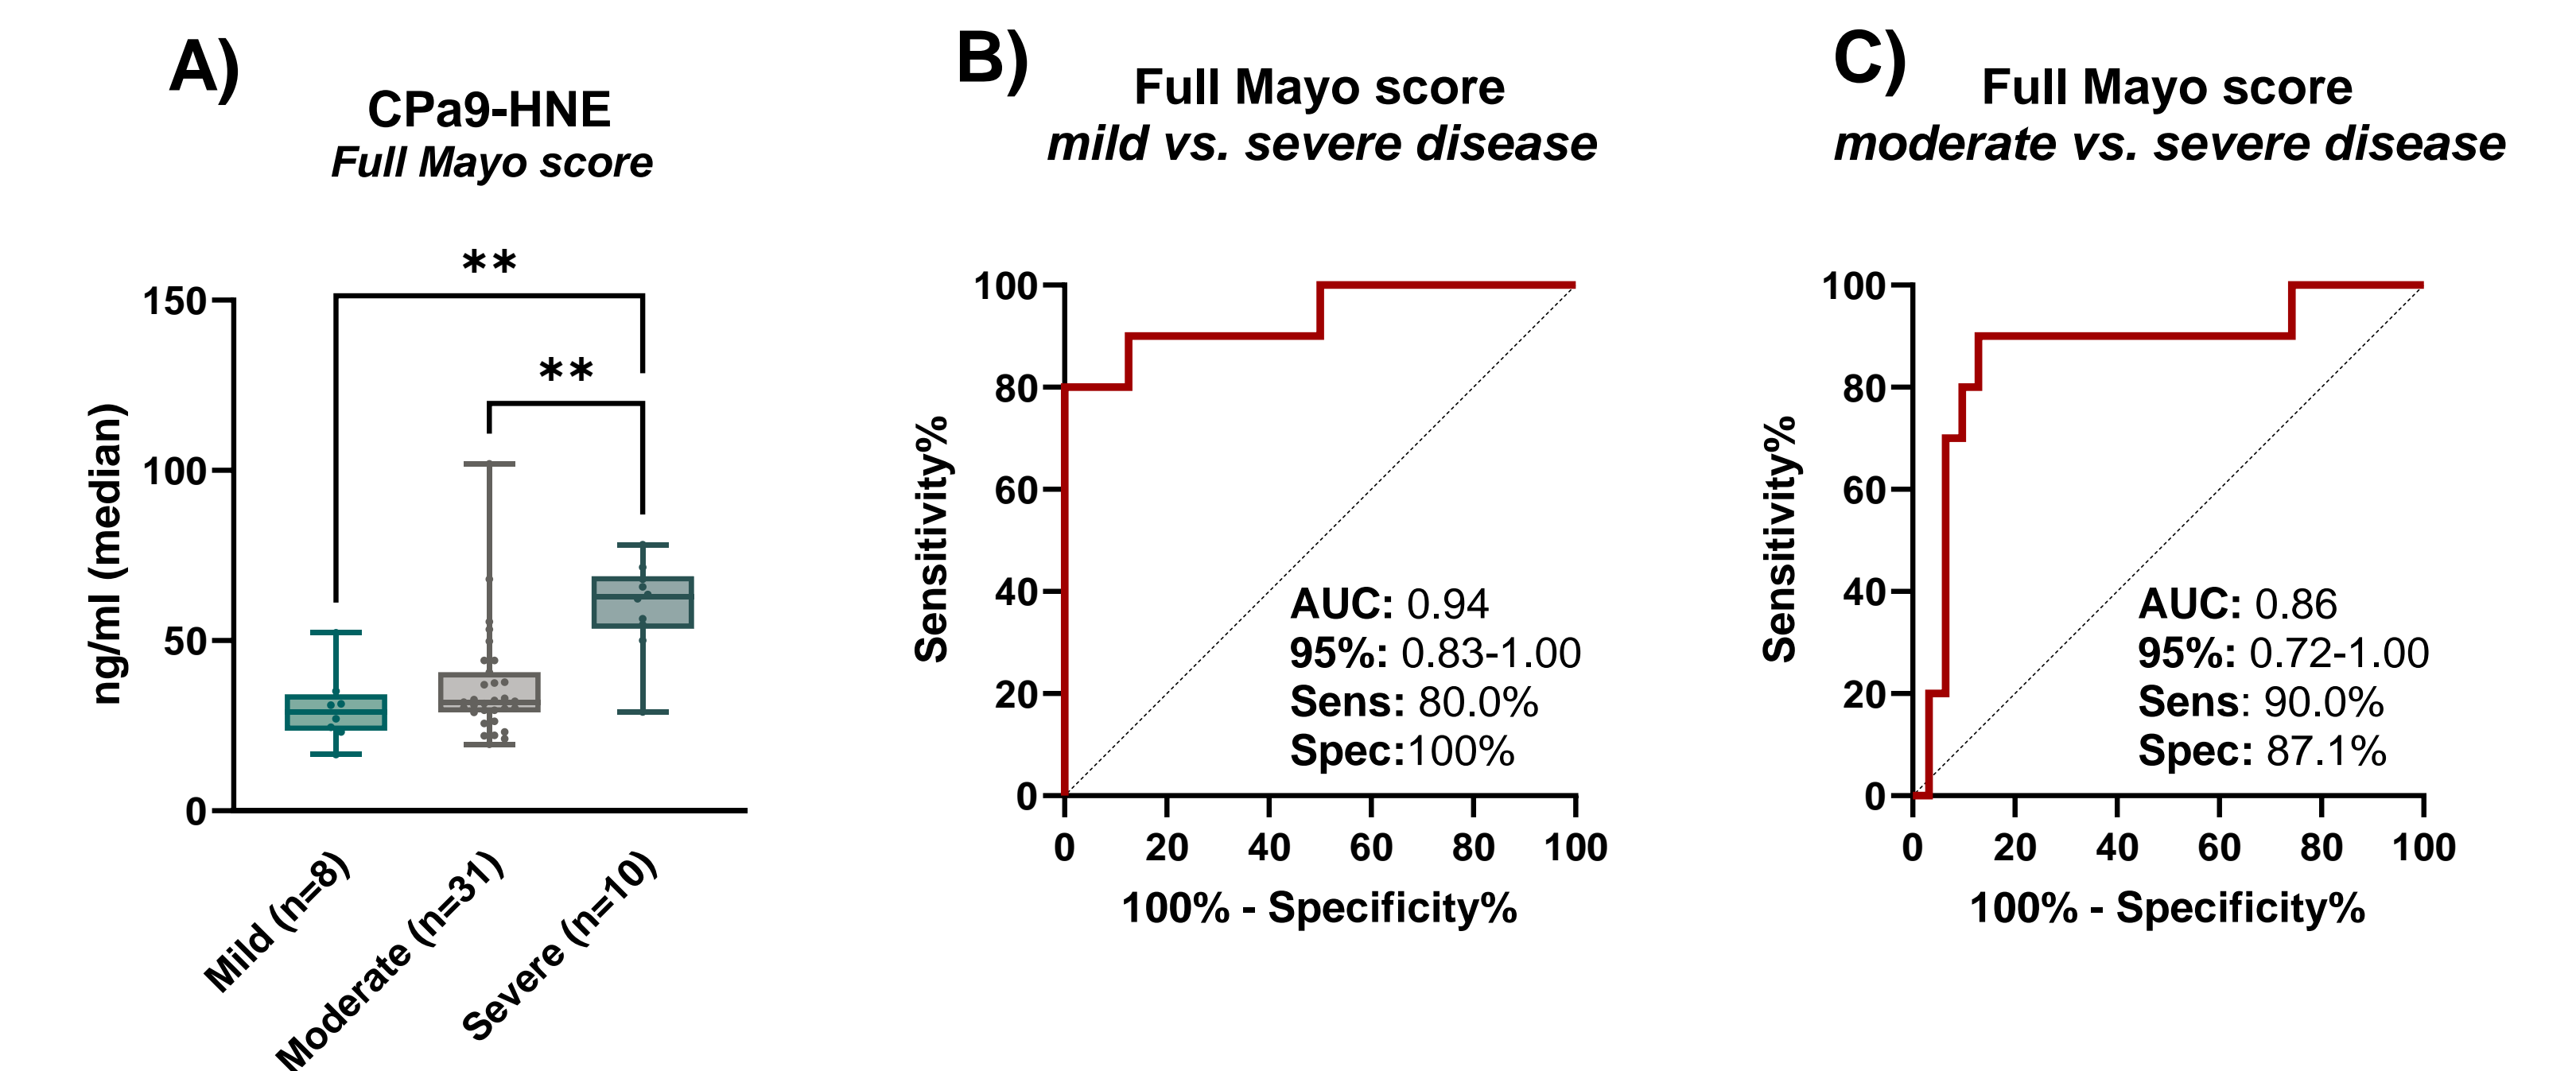 A)
CPa9-HNE
Full Mayo score
**
**
150
100
50
0
ng/ml (median)
Mild (n=8)
Moderate (n=31)
Severe (n=10)
B)
Full Mayo score
mild vs. severe disease
100
80
60
40
20
0
Sensitivity%
AUC: 0.94
95%: 0.83-1.00
Sens: 80.0%
Spec:100%
0 20 40 60 80 100
100% - Specificity%
C)
Full Mayo score
moderate vs. severe disease
100
80
60
40
20
0
Sensitivity%
AUC: 0.86
95%: 0.72-1.00
Sens: 90.0%
Spec: 87.1%
0 20 40 60 80 100
100% - Specificity%